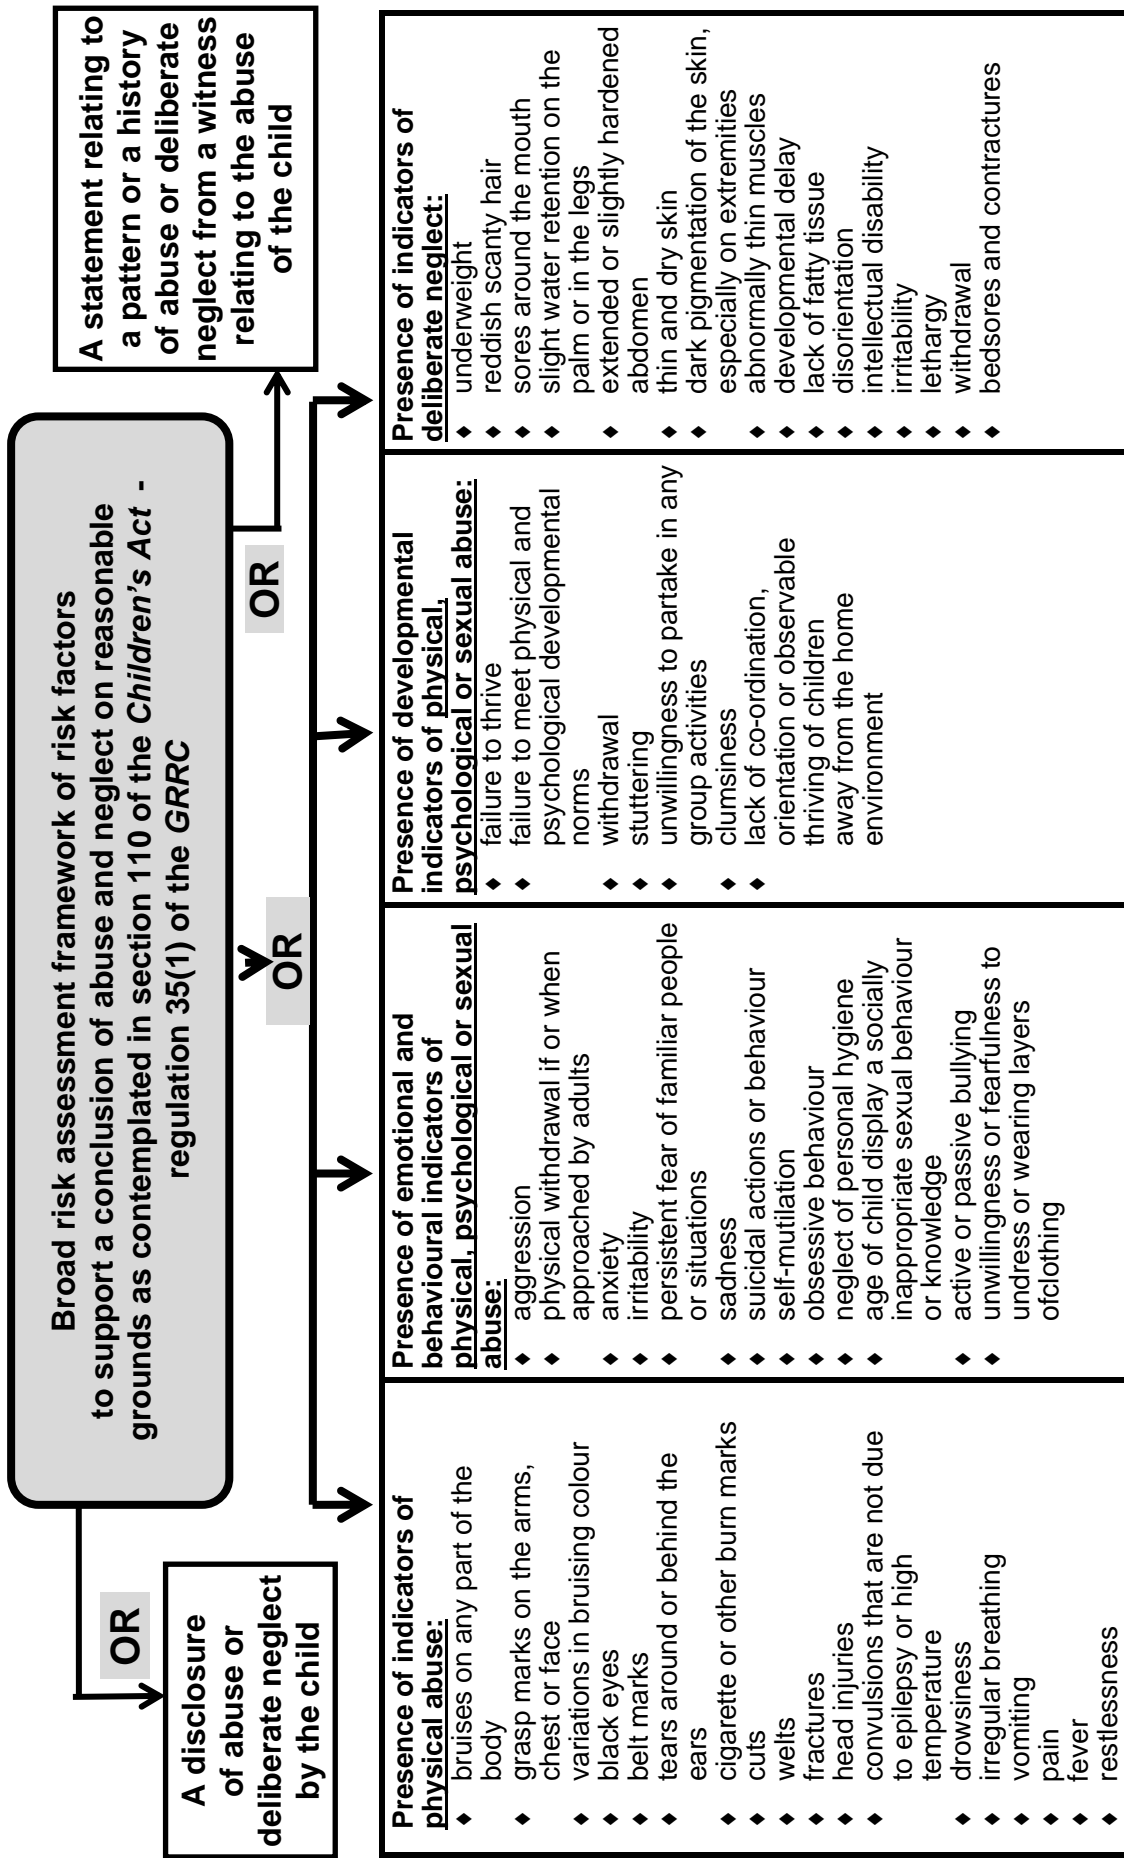 Broad risk assessment framework of risk factors
to support a conclusion of abuse and neglect on reasonable
grounds as contemplated in section 110 of the Children's Act -
regulation 35(1) of the GRRC
OR
A disclosure
of abuse or
deliberate neglect
by the child
OR
OR
A statement relating to
a pattern or a history
of abuse or deliberate
neglect from a witness
relating to the abuse
of the child
Presence of indicators of
physical abuse:
♦ bruises on any part of the
body
♦ grasp marks on the arms,
chest or face
♦ variations in bruising colour
♦ black eyes
♦ belt marks
♦ tears around or behind the
ears
♦ cigarette or other burn marks
♦ cuts
♦ welts
♦ fractures
♦ head injuries
♦ convulsions that are not due
to epilepsy or high
temperature
♦ drowsiness
♦ irregular breathing
♦ vomiting
♦ pain
♦ fever
♦ restlessness
Presence of emotional and
behavioural indicators of
physical, psychological or sexual
abuse:
♦ aggression
♦ physical withdrawal if or when
approached by adults
♦ anxiety
♦ irritability
♦ persistent fear of familiar people
or situations
♦ sadness
♦ suicidal actions or behaviour
♦ self-mutilation
♦ obsessive behaviour
♦ neglect of personal hygiene
♦ age of child display a socially
inappropriate sexual behaviour
or knowledge
♦ active or passive bullying
♦ unwillingness or fearfulness to
undress or wearing layers
ofclothing
Presence of developmental
indicators of physical,
psychological or sexual abuse:
♦ failure to thrive
♦ failure to meet physical and
psychological developmental
norms
♦ withdrawal
♦ stuttering
♦ unwillingness to partake in any
group activities
♦ clumsiness
♦ lack of co-ordination,
orientation or observable
thriving of children
away from the home
environment
Presence of indicators of
deliberate neglect:
♦ underweight
♦ reddish scanty hair
♦ sores around the mouth
♦ slight water retention on the
palm or in the legs
♦ extended or slightly hardened
abdomen
♦ thin and dry skin
♦ dark pigmentation of the skin,
especially on extremities
♦ abnormally thin muscles
♦ developmental delay
♦ lack of fatty tissue
♦ disorientation
♦ intellectual disability
♦ irritability
♦ lethargy
♦ withdrawal
♦ bedsores and contractures